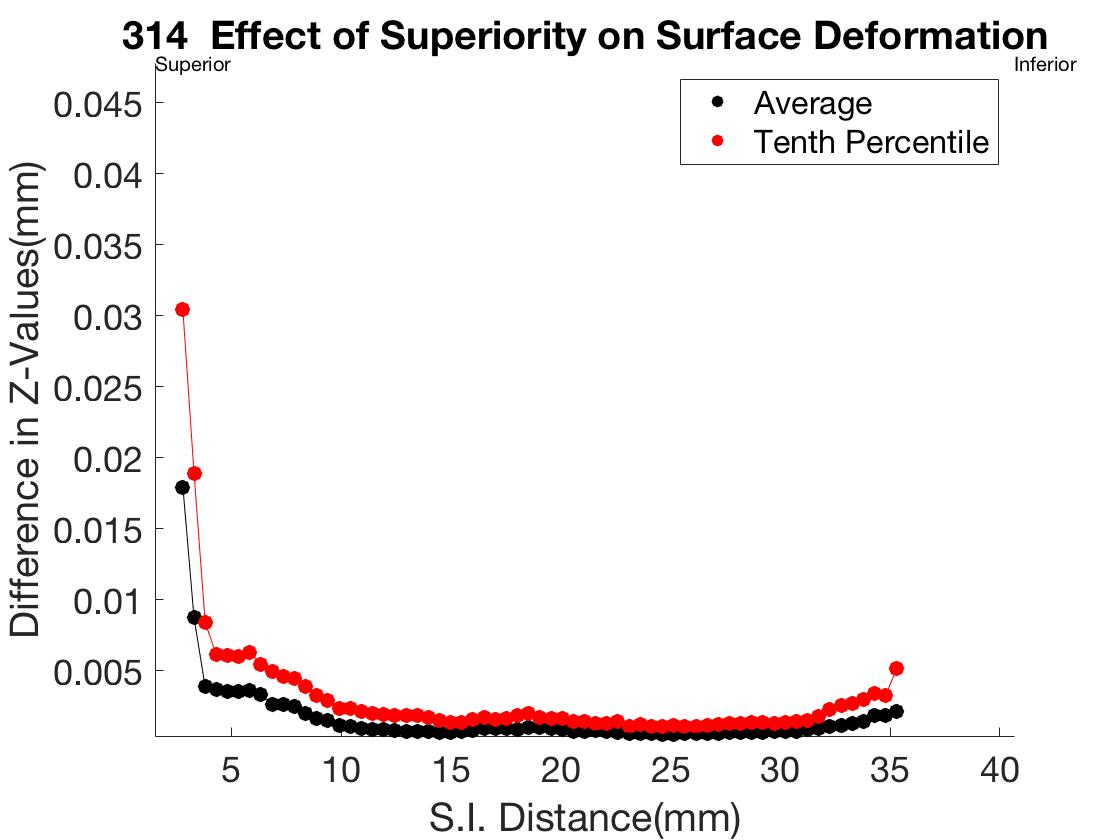 314  Effect of Superiority on Surface Deformation
Superior
Inferior
Average
Tenth Percentile
0.045
0.04
0.035
0.03
0.025
0.02
0.015
0.01
0.005
Difference in Z-Values(mm)
5 10 15 20 25 30 35 40
S.I. Distance(mm)